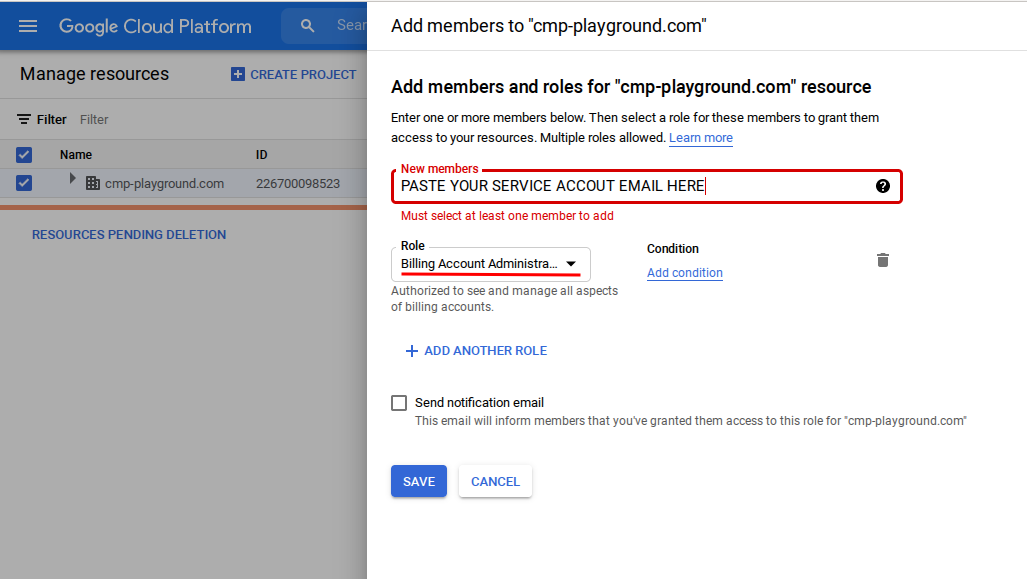 Google Cloud Platform
Sear
Manage resources
CREATE PROJECT
Filter Filter
Name ID
cmp-playground.com 226700098523
RESOURCES PENDING DELETION
Add members to "cmp-playground.com"
Add members and roles for "cmp-playground.com" resource
Enter one or more members below. Then select a role for these members to grant them
access to your resources. Multiple roles allowed. Learn more
New members
PASTE YOUR SERVICE ACCOUT EMAIL HERE
?
Must select at least one member to add
Role
Billing Account Administra...
Condition
Add condition
Authorized to see and manage all aspects
of billing accounts.
ADD ANOTHER ROLE
Send notification email
This email will inform members that you've granted them access to this role for "cmp-playground.com"
SAVE CANCEL